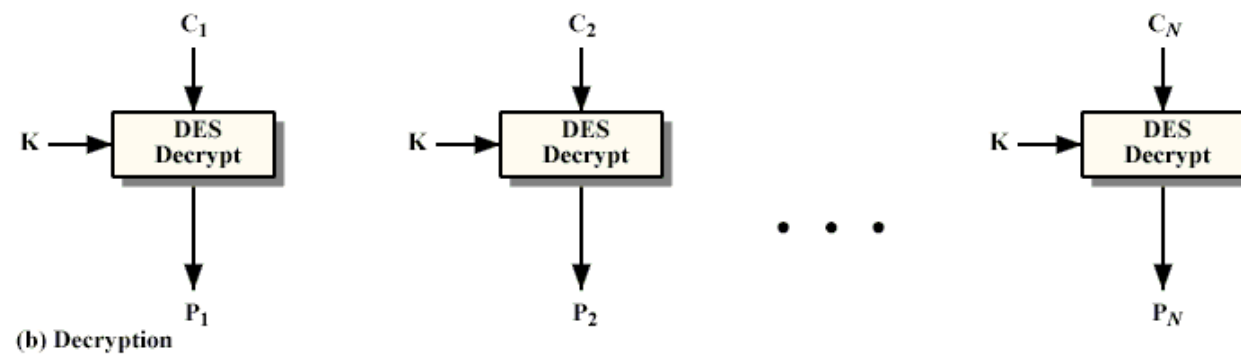 C1 C2 CN
DES DES DES
K Decrypt K Decrypt K Decrypt
P1 P2 PN
(b) Decryption